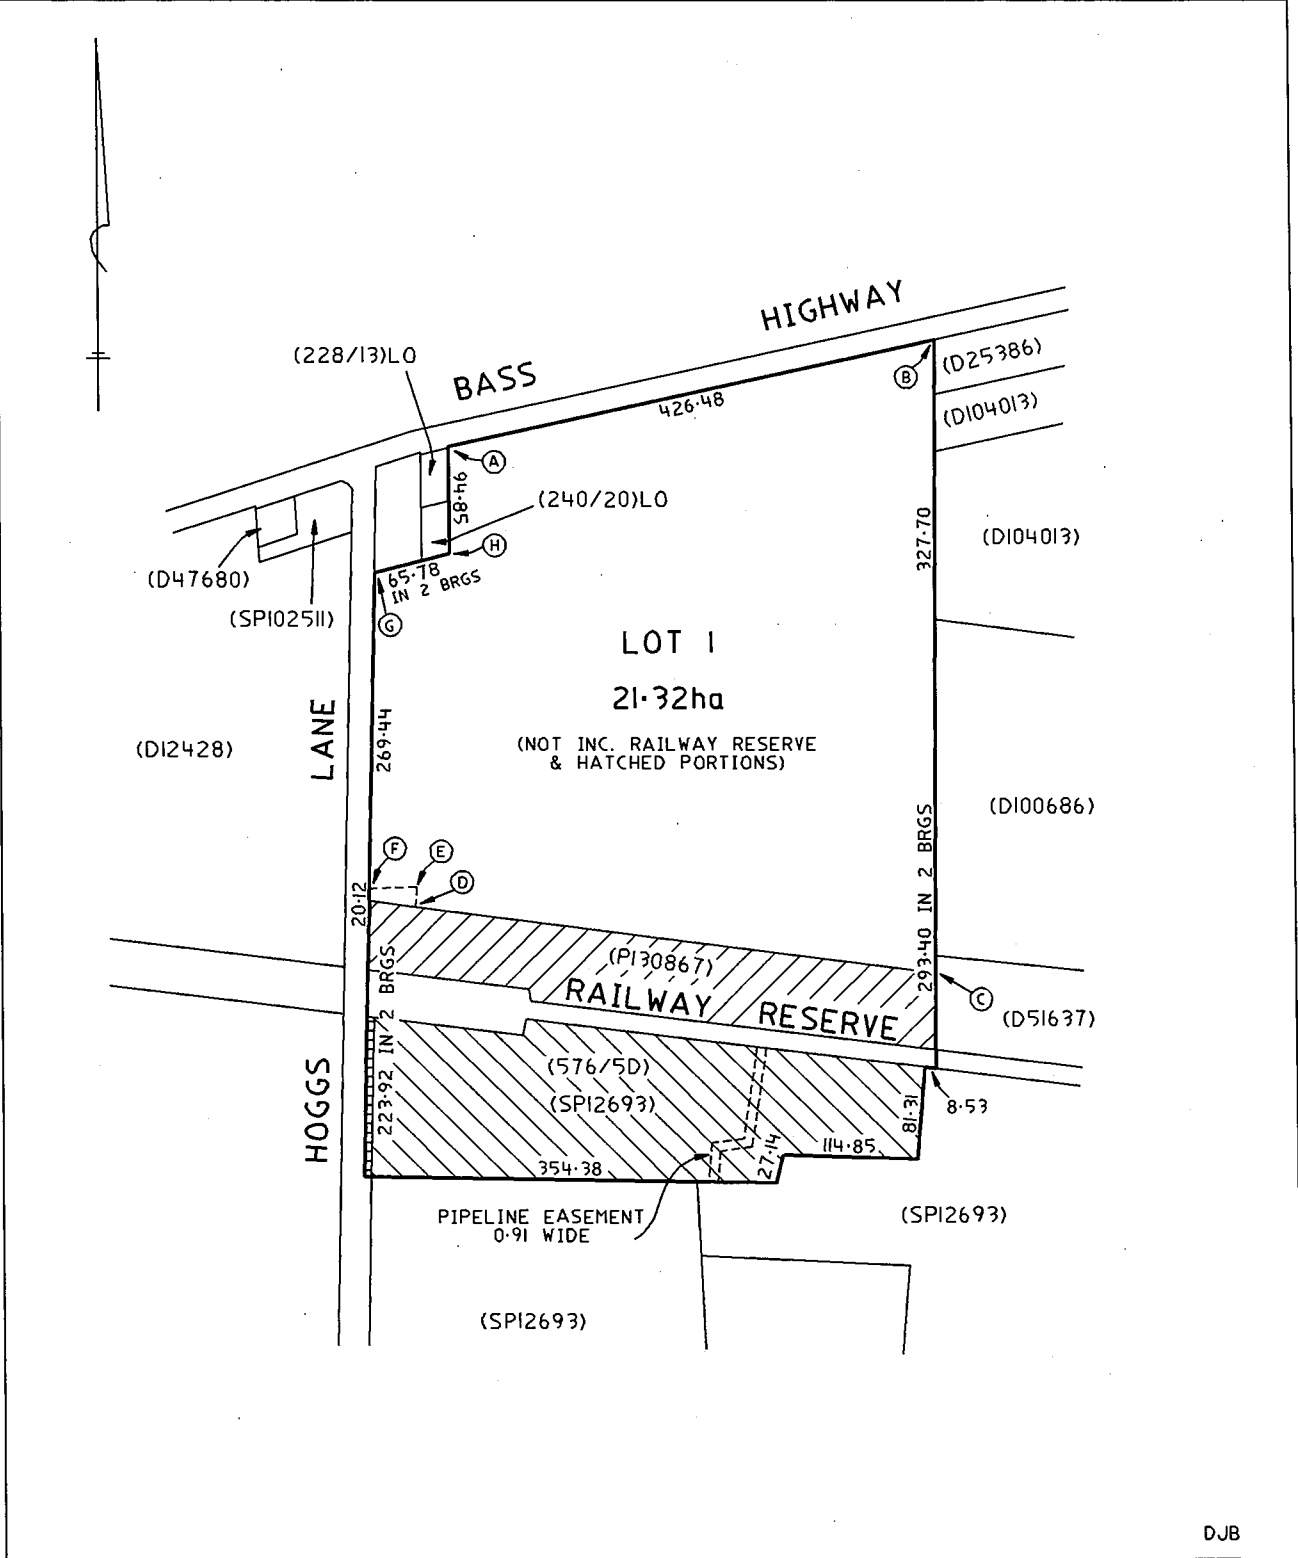 HIGHWAY
BASS
(228/13)LO
(D25386)
B
426·48
(D104013)
A
94·85
(240/20)LO
(D104013)
327·70
H
(D47680)
65·78
IN 2 BRGS
(SP102511)
G
LOT 1
21·32ha
LANE
269·44
(D12428)
(NOT INC. RAILWAY RESERVE
& HATCHED PORTIONS)
(D100686)
293·40 IN 2 BRGS
F
E
D
20·12
(P130867)
RAILWAY RESERVE
C
(D51637)
223·92 IN 2 BRGS
HOGGS
(576/5D)
(SP12693)
81·31
8·53
114·85
27·14
354·38
PIPELINE EASEMENT
0·91 WIDE
(SP12693)
(SP12693)
DJB